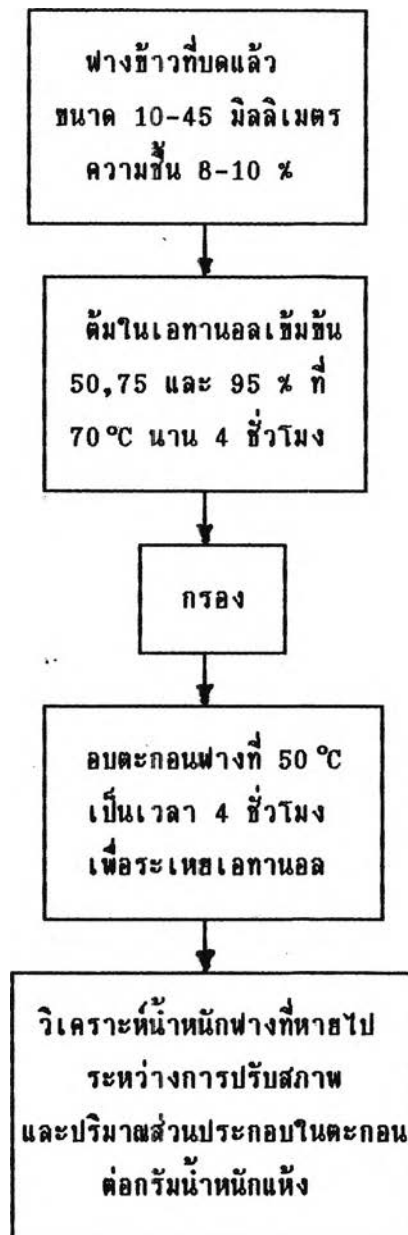 ฟางข้าวที่บดแล้ว
ขนาด 10-45 มิลลิเมตร
ความชื้น 8-10 %
ต้มในเอทานอลเข้มข้น
50,75 และ 95 % ที่
70 °C นาน 4 ชั่วโมง
กรอง
อบตะกอนฟางที่ 50 °C
เป็นเวลา 4 ชั่วโมง
เพื่อระเหยเอทานอล
วิเคราะห์น้ำหนักฟางที่หายไป
ระหว่างการปรับสภาพ
และปริมาณส่วนประกอบในตะกอน
ต่อกรัมน้ำหนักแห้ง